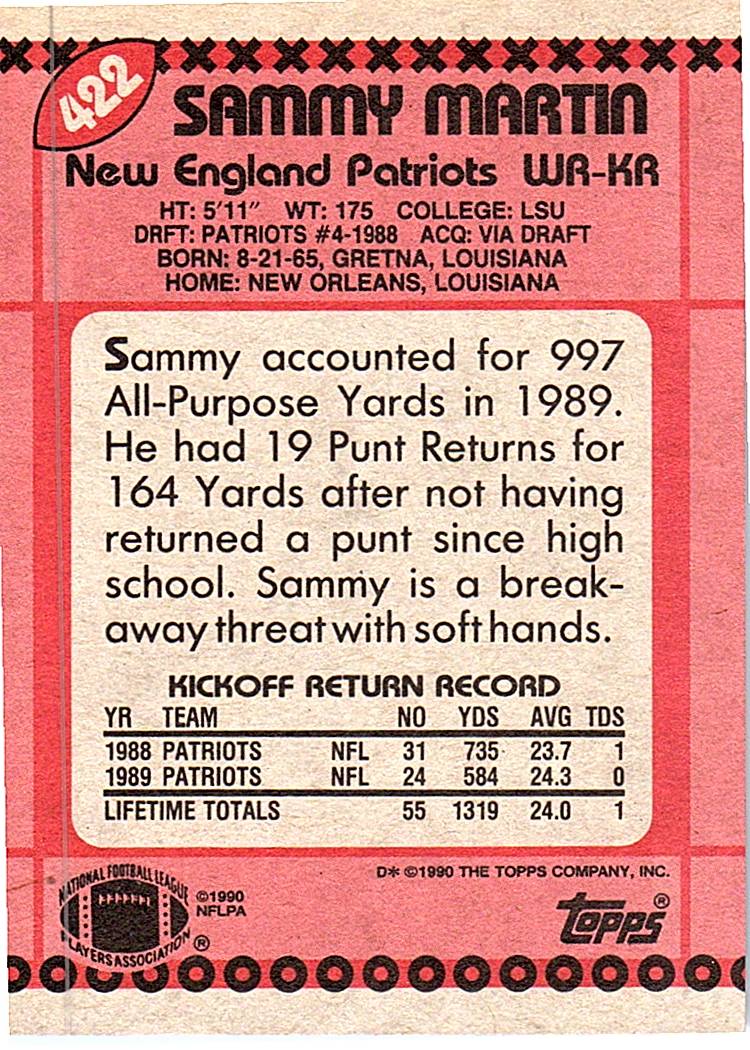 422
SAMMY MARTIN
New England Patriots WR-KR
HT: 5'11" WT: 175 COLLEGE: LSU
DRFT: PATRIOTS #4-1988 ACQ: VIA DRAFT
BORN: 8-21-65, GRETNA, LOUISIANA
HOME: NEW ORLEANS, LOUISIANA
Sammy accounted for 997
All-Purpose Yards in 1989.
He had 19 Punt Returns for
164 Yards after not having
returned a punt since high
school. Sammy is a break-
away threat with soft hands.
KICKOFF RETURN RECORD
YR TEAM NO YDS AVG TDS
1988 PATRIOTS NFL 31 735 23.7 1
1989 PATRIOTS NFL 24 584 24.3 0
LIFETIME TOTALS 55 1319 24.0 1
D* ©1990 THE TOPPS COMPANY, INC.
NATIONAL FOOTBALL LEAGUE
PLAYERS ASSOCIATION ®
©1990
NFLPA
Topps®